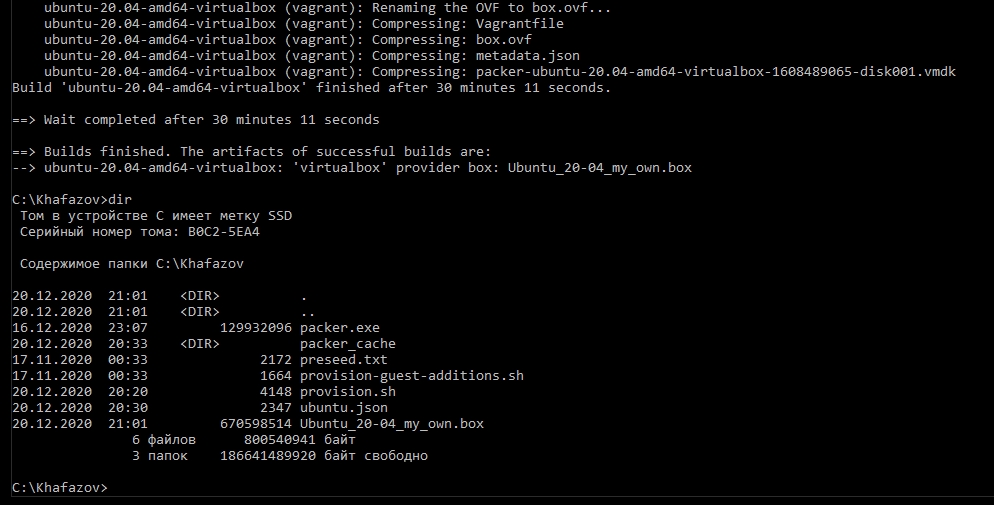 ubuntu-20.04-amd64-virtualbox (vagrant): Renaming the OVF to box.ovf...
ubuntu-20.04-amd64-virtualbox (vagrant): Compressing: Vagrantfile
ubuntu-20.04-amd64-virtualbox (vagrant): Compressing: box.ovf
ubuntu-20.04-amd64-virtualbox (vagrant): Compressing: metadata.json
ubuntu-20.04-amd64-virtualbox (vagrant): Compressing: packer-ubuntu-20.04-amd64-virtualbox-1608489065-disk001.vmdk
Build 'ubuntu-20.04-amd64-virtualbox' finished after 30 minutes 11 seconds.
==> Wait completed after 30 minutes 11 seconds
==> Builds finished. The artifacts of successful builds are:
--> ubuntu-20.04-amd64-virtualbox: 'virtualbox' provider box: Ubuntu_20-04_my_own.box
C:\Khafazov>dir
Том в устройстве C имеет метку SSD
Серийный номер тома: B0C2-5EA4
Содержимое папки C:\Khafazov
20.12.2020  21:01    <DIR>          .
20.12.2020  21:01    <DIR>          ..
16.12.2020  23:07         129932096 packer.exe
20.12.2020  20:33    <DIR>          packer_cache
17.11.2020  00:33              2172 preseed.txt
17.11.2020  00:33              1664 provision-guest-additions.sh
20.12.2020  20:20              4148 provision.sh
20.12.2020  20:30              2347 ubuntu.json
20.12.2020  21:01         670598514 Ubuntu_20-04_my_own.box
6 файлов      800540941 байт
3 папок    186641489920 байт свободно
C:\Khafazov>